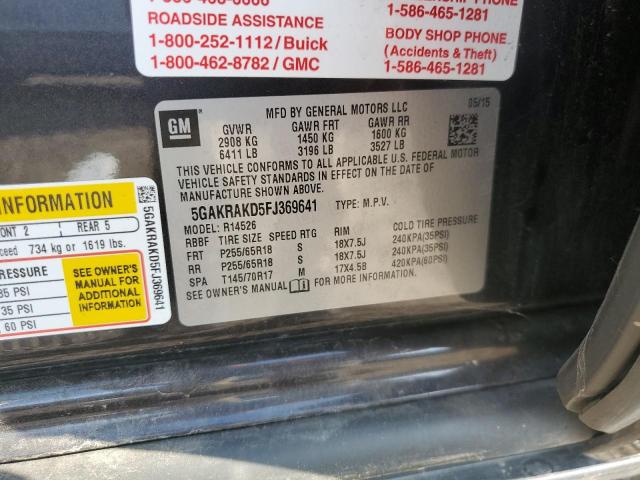 ROADSIDE ASSISTANCE
1-800-252-1112/Buick
1-800-462-8782/GMC
1-586-465-1281
BODY SHOP PHONE
(Accidents & Theft)
1-586-465-1281
GM
MFD BY GENERAL MOTORS LLC
05/15
GVWR GAWR FRT GAWR RR
2908 KG 1450 KG 1600 KG
6411 LB 3196 LB 3527 LB
THIS VEHICLE CONFORMS TO ALL APPLICABLE U.S. FEDERAL MOTOR
VEHICLE SAFETY STANDARDS IN EFFECT ON THE DATE OF
MANUFACTURE SHOWN ABOVE.
5GAKRAKD5FJ369641 TYPE: M.P.V.
MODEL: R14526
RBBF TIRE SIZE SPEED RTG RIM COLD TIRE PRESSURE
FRT P255/65R18 S 18X7.5J 240KPA(35PSI)
RR P255/65R18 S 18X7.5J 240KPA(35PSI)
SPA T145/70R17 M 17X4.5B 420KPA(60PSI)
SEE OWNER'S MANUAL FOR MORE INFORMATION.
INFORMATION
FRONT 2 REAR 5
734 kg or 1619 lbs.
PRESSURE
35 PSI
35 PSI
60 PSI
SEE OWNER'S
MANUAL FOR
ADDITIONAL
INFORMATION
5GAKRAKD5FJ369641